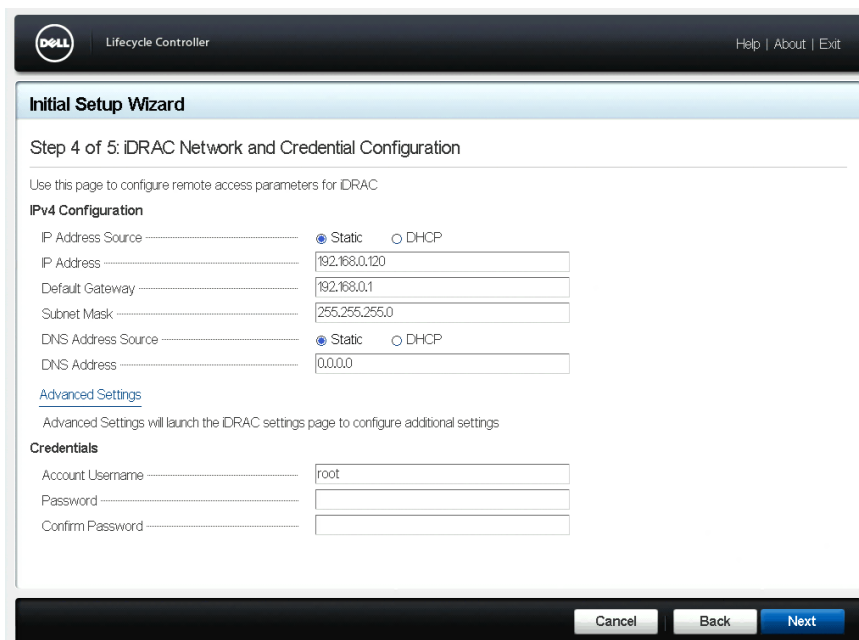 DELL Lifecycle Controller Help | About | Exit
Initial Setup Wizard
Step 4 of 5: iDRAC Network and Credential Configuration
Use this page to configure remote access parameters for iDRAC
IPv4 Configuration
IP Address Source Static DHCP
IP Address 192.168.0.120
Default Gateway 192.168.0.1
Subnet Mask 255.255.255.0
DNS Address Source Static DHCP
DNS Address 0.0.0.0
Advanced Settings
Advanced Settings will launch the iDRAC settings page to configure additional settings
Credentials
Account Username root
Password
Confirm Password
Cancel Back Next